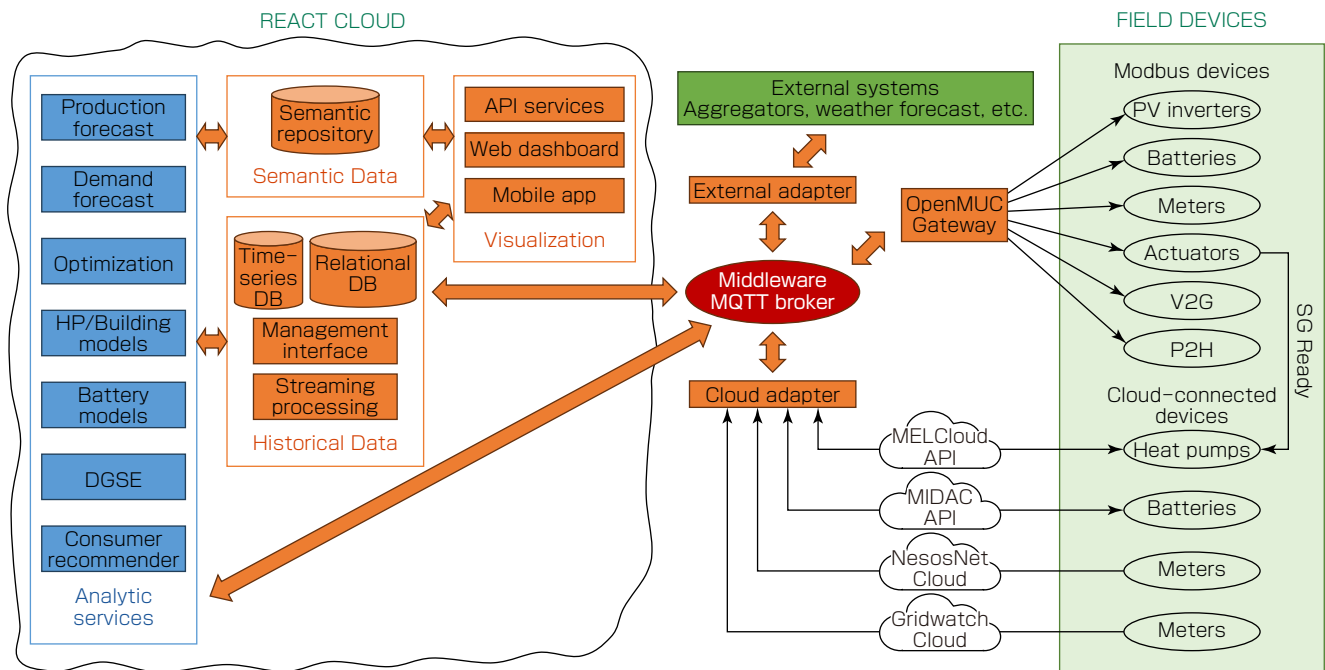 REACT CLOUD
FIELD DEVICES
Production
forecast
Demand
forecast
Optimization
HP/Building
models
Battery
models
DGSE
Consumer
recommender
Analytic
services
Semantic
repository
Semantic Data
API services
Web dashboard
Mobile app
Visualization
Time-
series
DB
Relational
DB
Management
interface
Streaming
processing
Historical Data
External systems
Aggregators, weather forecast, etc.
External adapter
Middleware
MQTT broker
Cloud adapter
OpenMUC
Gateway
MELCloud
API
MIDAC
API
NesosNet
Cloud
Gridwatch
Cloud
Modbus devices
PV inverters
Batteries
Meters
Actuators
V2G
P2H
SG Ready
Cloud-connected
devices
Heat pumps
Batteries
Meters
Meters